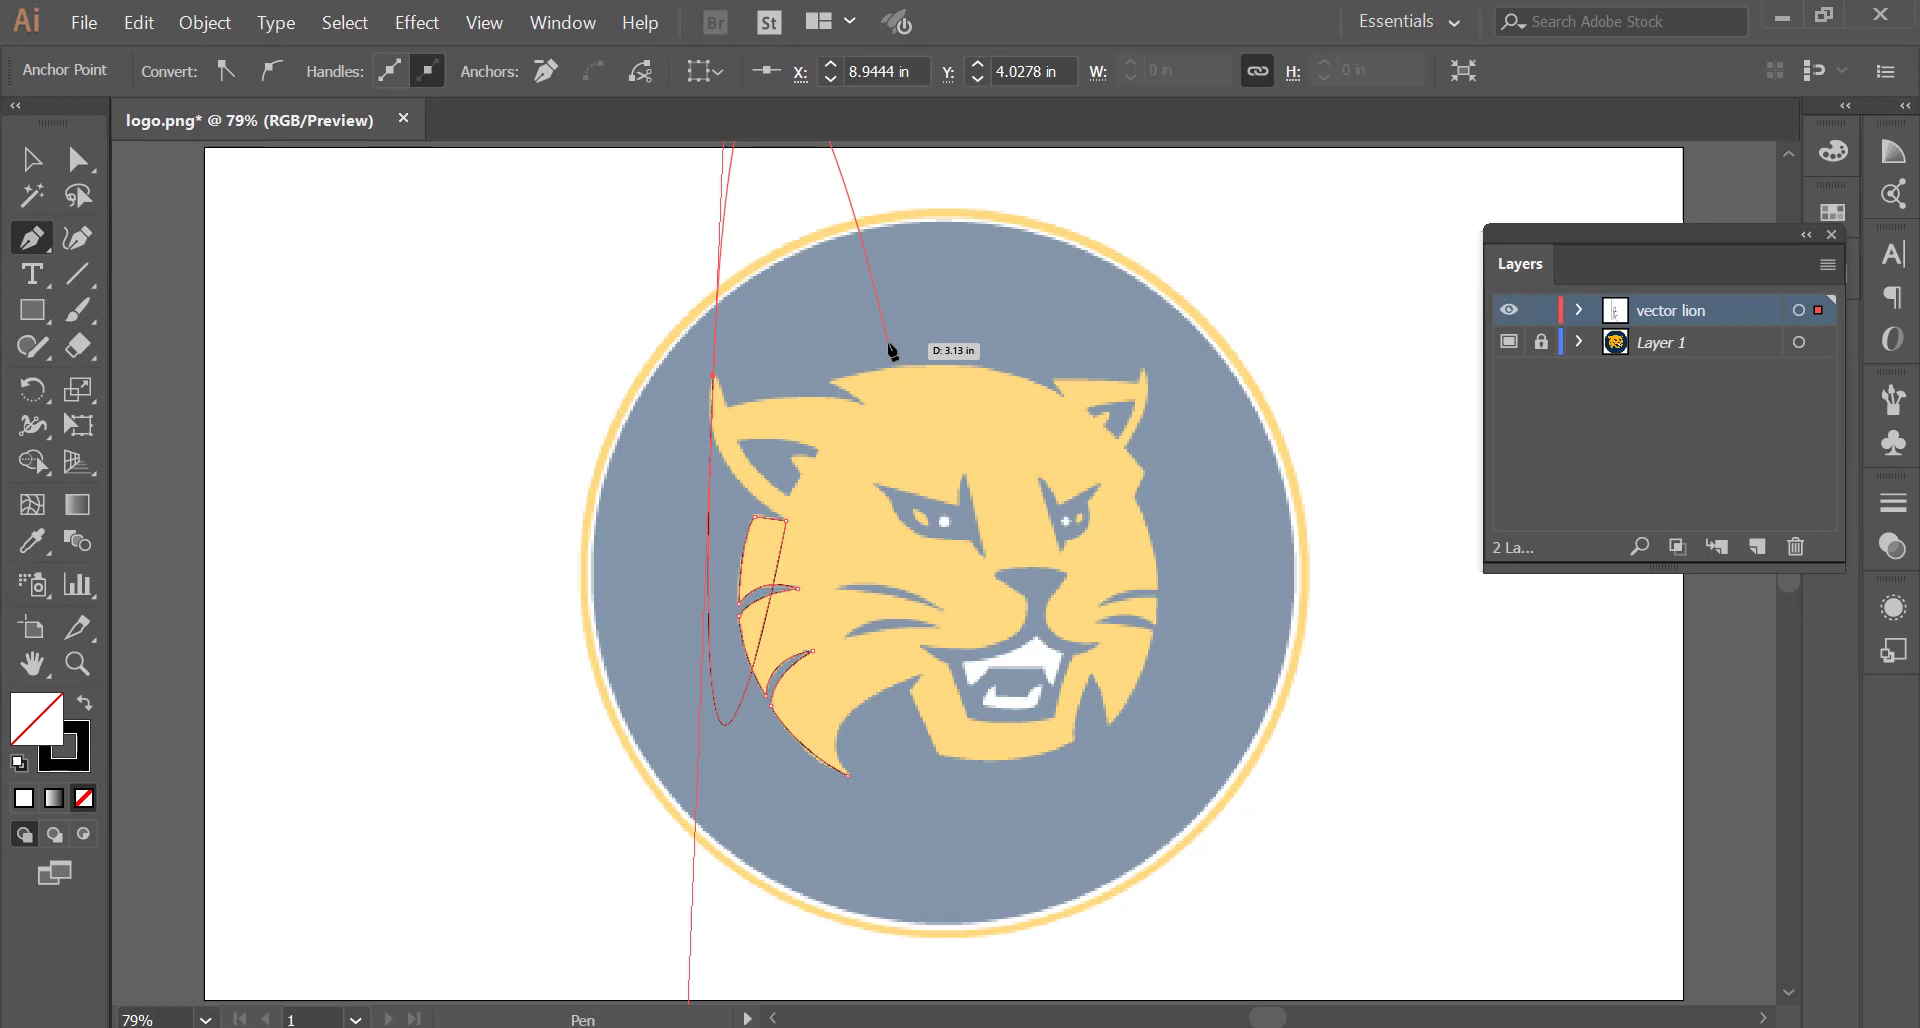 Ai File Edit Object Type Select Effect View Window Help Br St Essentials Search Adobe Stock
Anchor Point Convert: Handles: Anchors: X: 8.9444 in Y: 4.0278 in W: 0 in H: 0 in
logo.png* @ 79% (RGB/Preview)
D: 3.13 in
Layers
vector lion
Layer 1
2 La...
79% 1 Pen